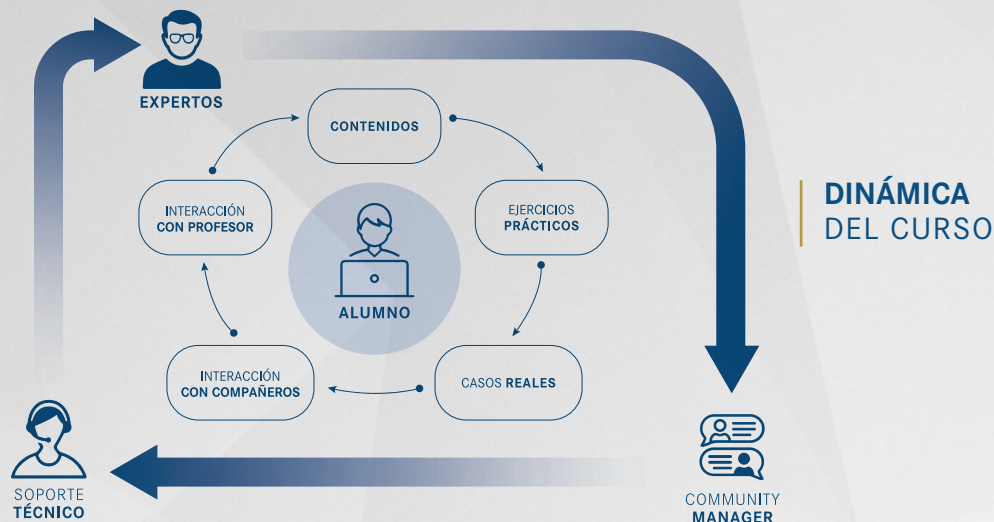 EXPERTOS
CONTENIDOS
INTERACCIÓN
CON PROFESOR
EJERCICIOS
PRÁCTICOS
DINÁMICA
DEL CURSO
ALUMNO
INTERACCIÓN
CON COMPAÑEROS
CASOS REALES
SOPORTE
TÉCNICO
COMMUNITY
MANAGER